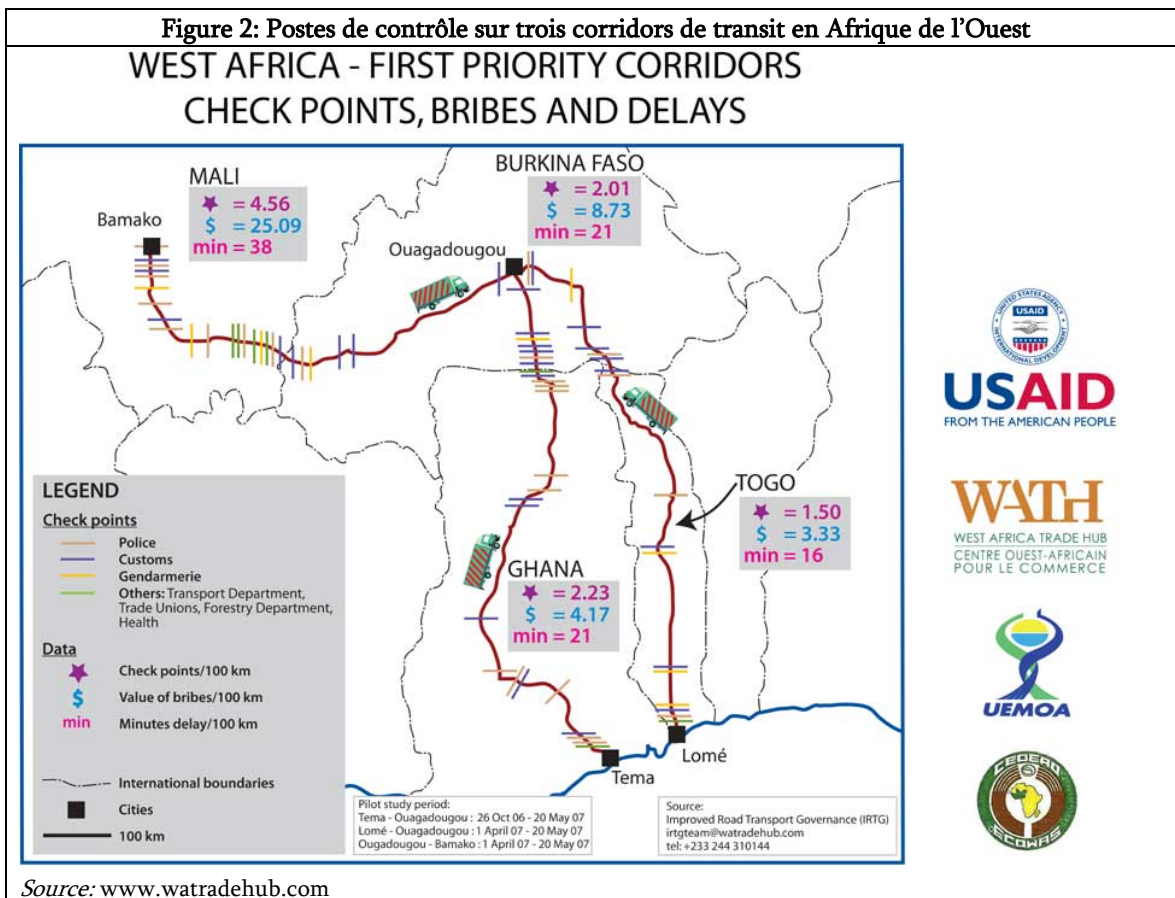 Figure 2: Postes de contrôle sur trois corridors de transit en Afrique de l'Ouest
WEST AFRICA - FIRST PRIORITY CORRIDORS
CHECK POINTS, BRIBES AND DELAYS
MALI
= 4.56
$ = 25.09
min = 38
BURKINA FASO
= 2.01
$ = 8.73
min = 21
Bamako
Ouagadougou
TOGO
= 1.50
$ = 3.33
min = 16
GHANA
= 2.23
$ = 4.17
min = 21
Lomé
Tema
LEGEND
Check points
Police
Customs
Gendarmerie
Others: Transport Department,
Trade Unions, Forestry Department,
Health
Data
Check points/100 km
$ Value of bribes/100 km
min Minutes delay/100 km
International boundaries
Cities
100 km
Pilot study period:
Tema - Ouagadougou : 26 Oct 06 - 20 May 07
Lomé - Ouagadougou : 1 April 07 - 20 May 07
Ougadougou - Bamako : 1 April 07 - 20 May 07
Source:
Improved Road Transport Governance (IRTG)
irtgteam@watradehub.com
tel: +233 244 310144
UNITED STATES AGENCY
USAID
INTERNATIONAL DEVELOPMENT
USAID
FROM THE AMERICAN PEOPLE
WATH
WEST AFRICA TRADE HUB
CENTRE OUEST-AFRICAIN
POUR LE COMMERCE
UEMOA
CEDEAO
ECOWAS
Source: www.watradehub.com